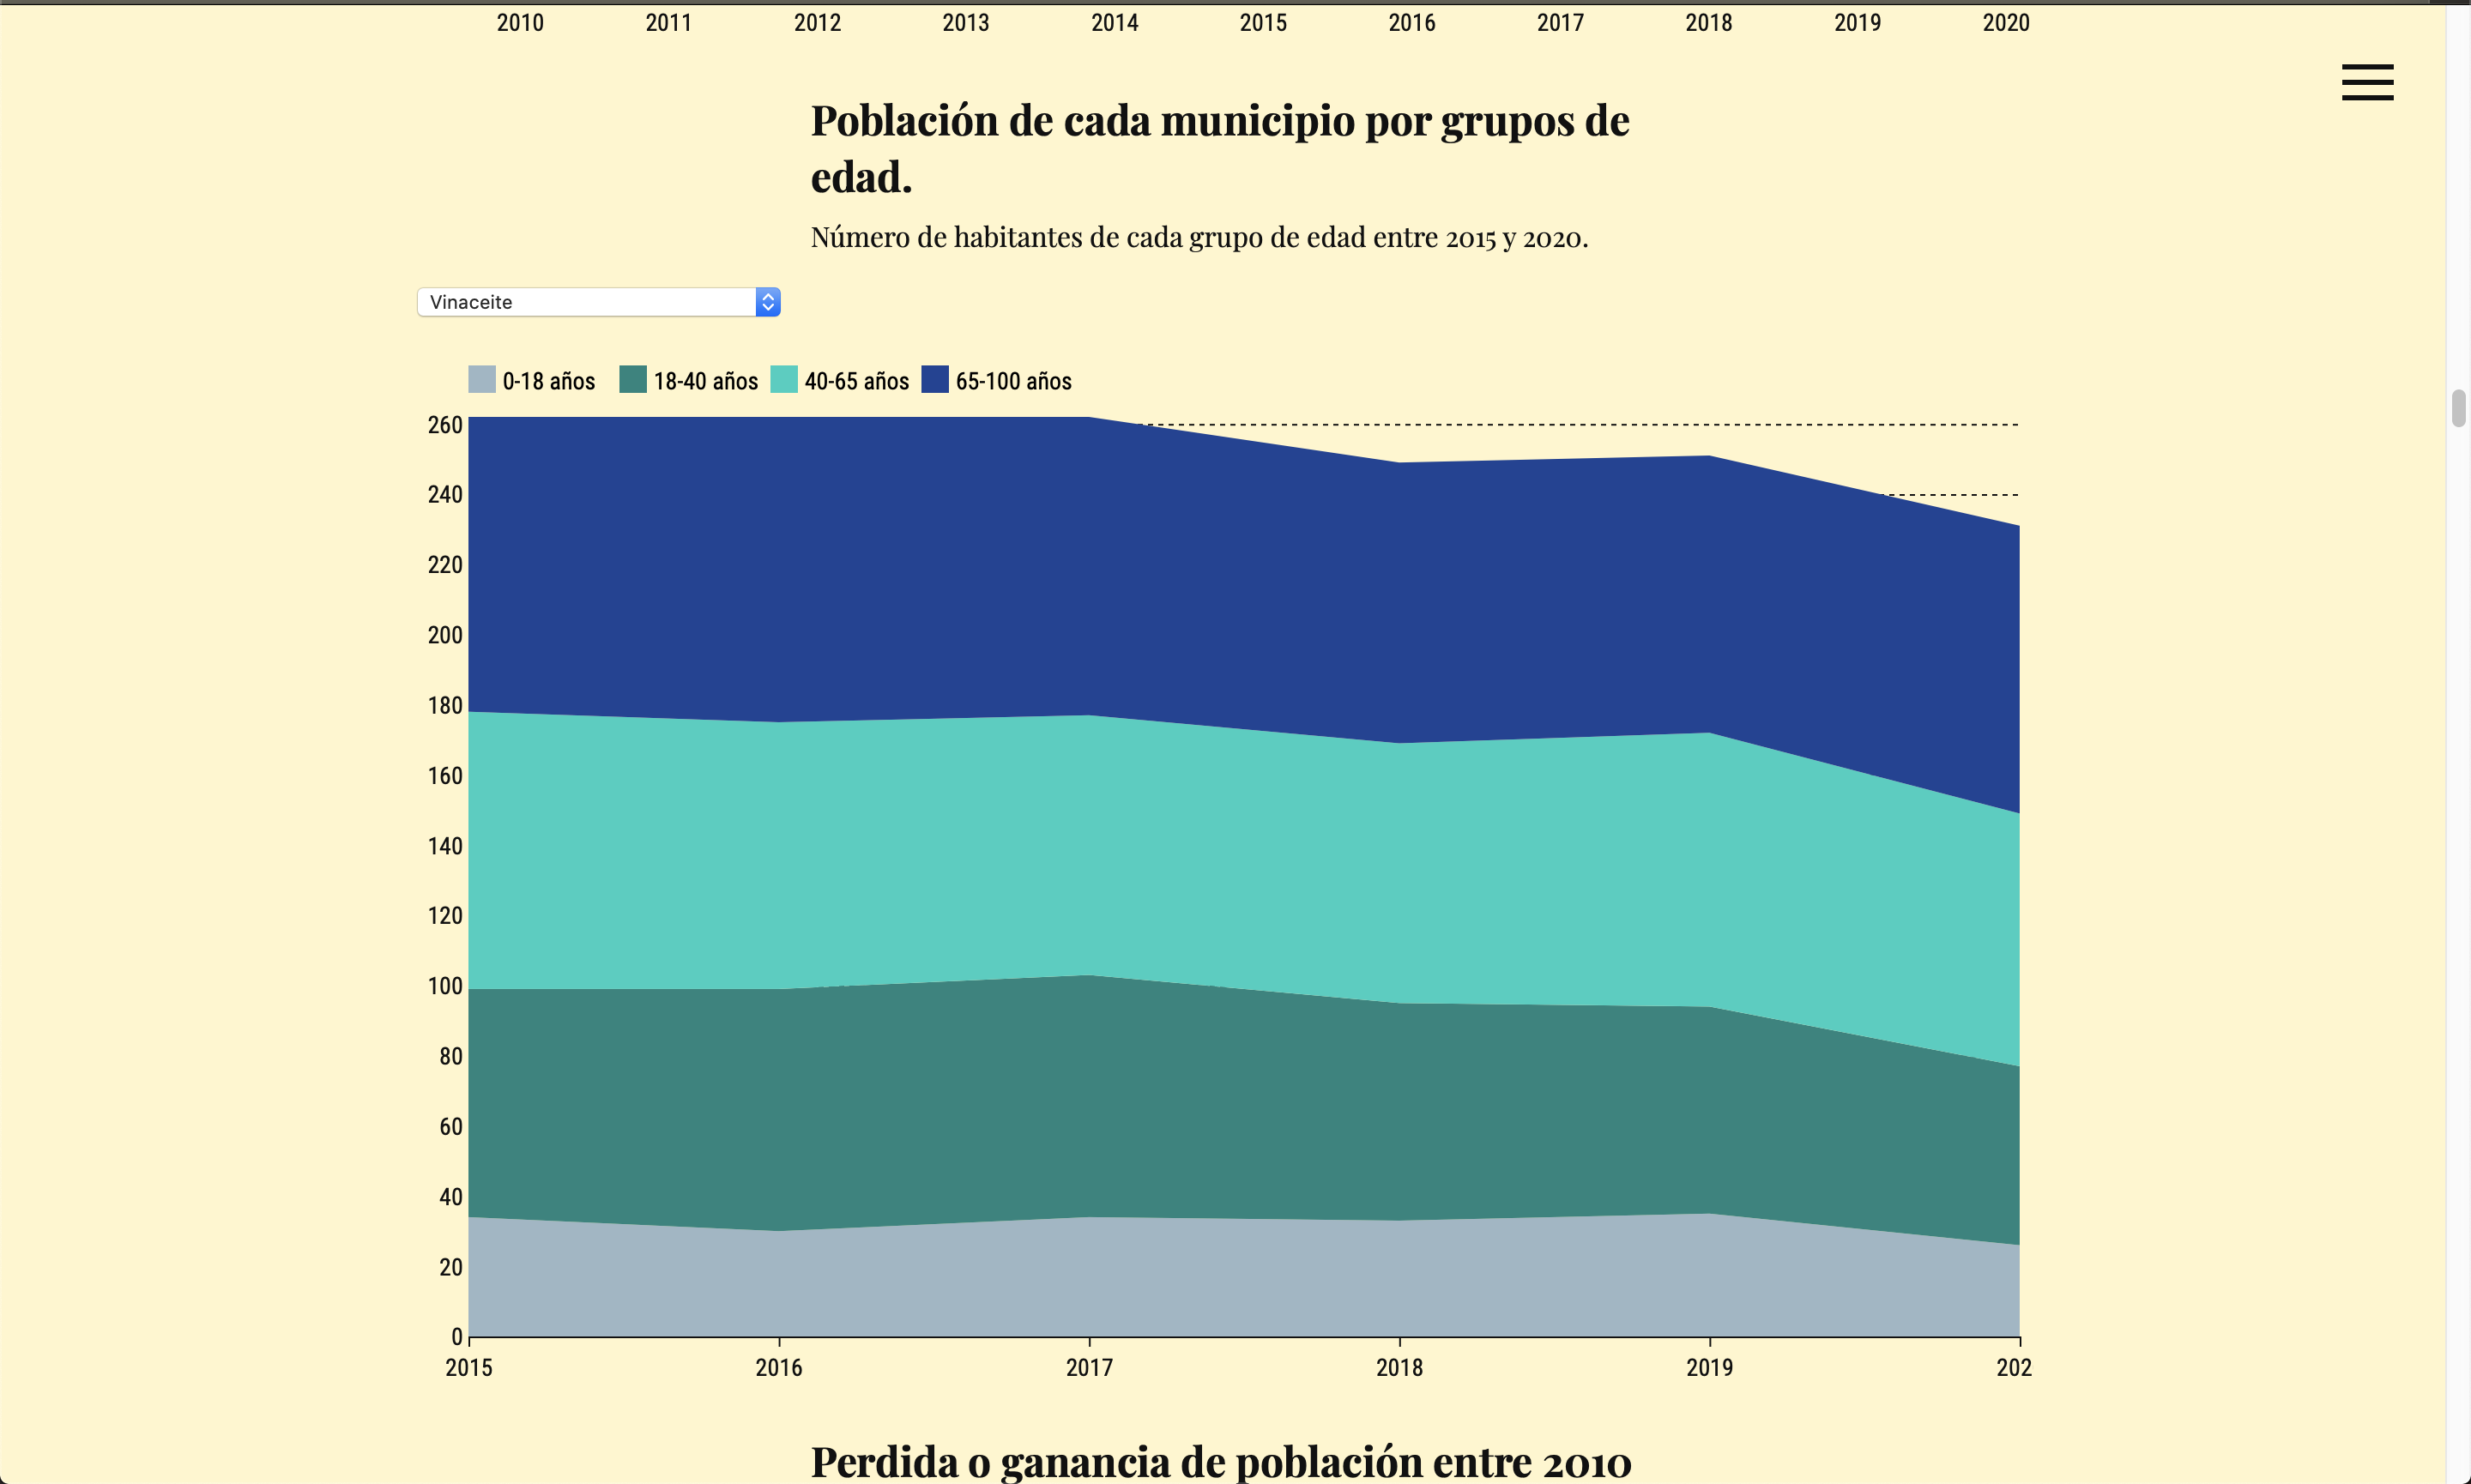 2010 2011 2012 2013 2014 2015 2016 2017 2018 2019 2020
Población de cada municipio por grupos de
edad.
Número de habitantes de cada grupo de edad entre 2015 y 2020.
Vinaceite
0-18 años 18-40 años 40-65 años 65-100 años
260
240
220
200
180
160
140
120
100
80
60
40
20
0
2015 2016 2017 2018 2019 202
Perdida o ganancia de población entre 2010